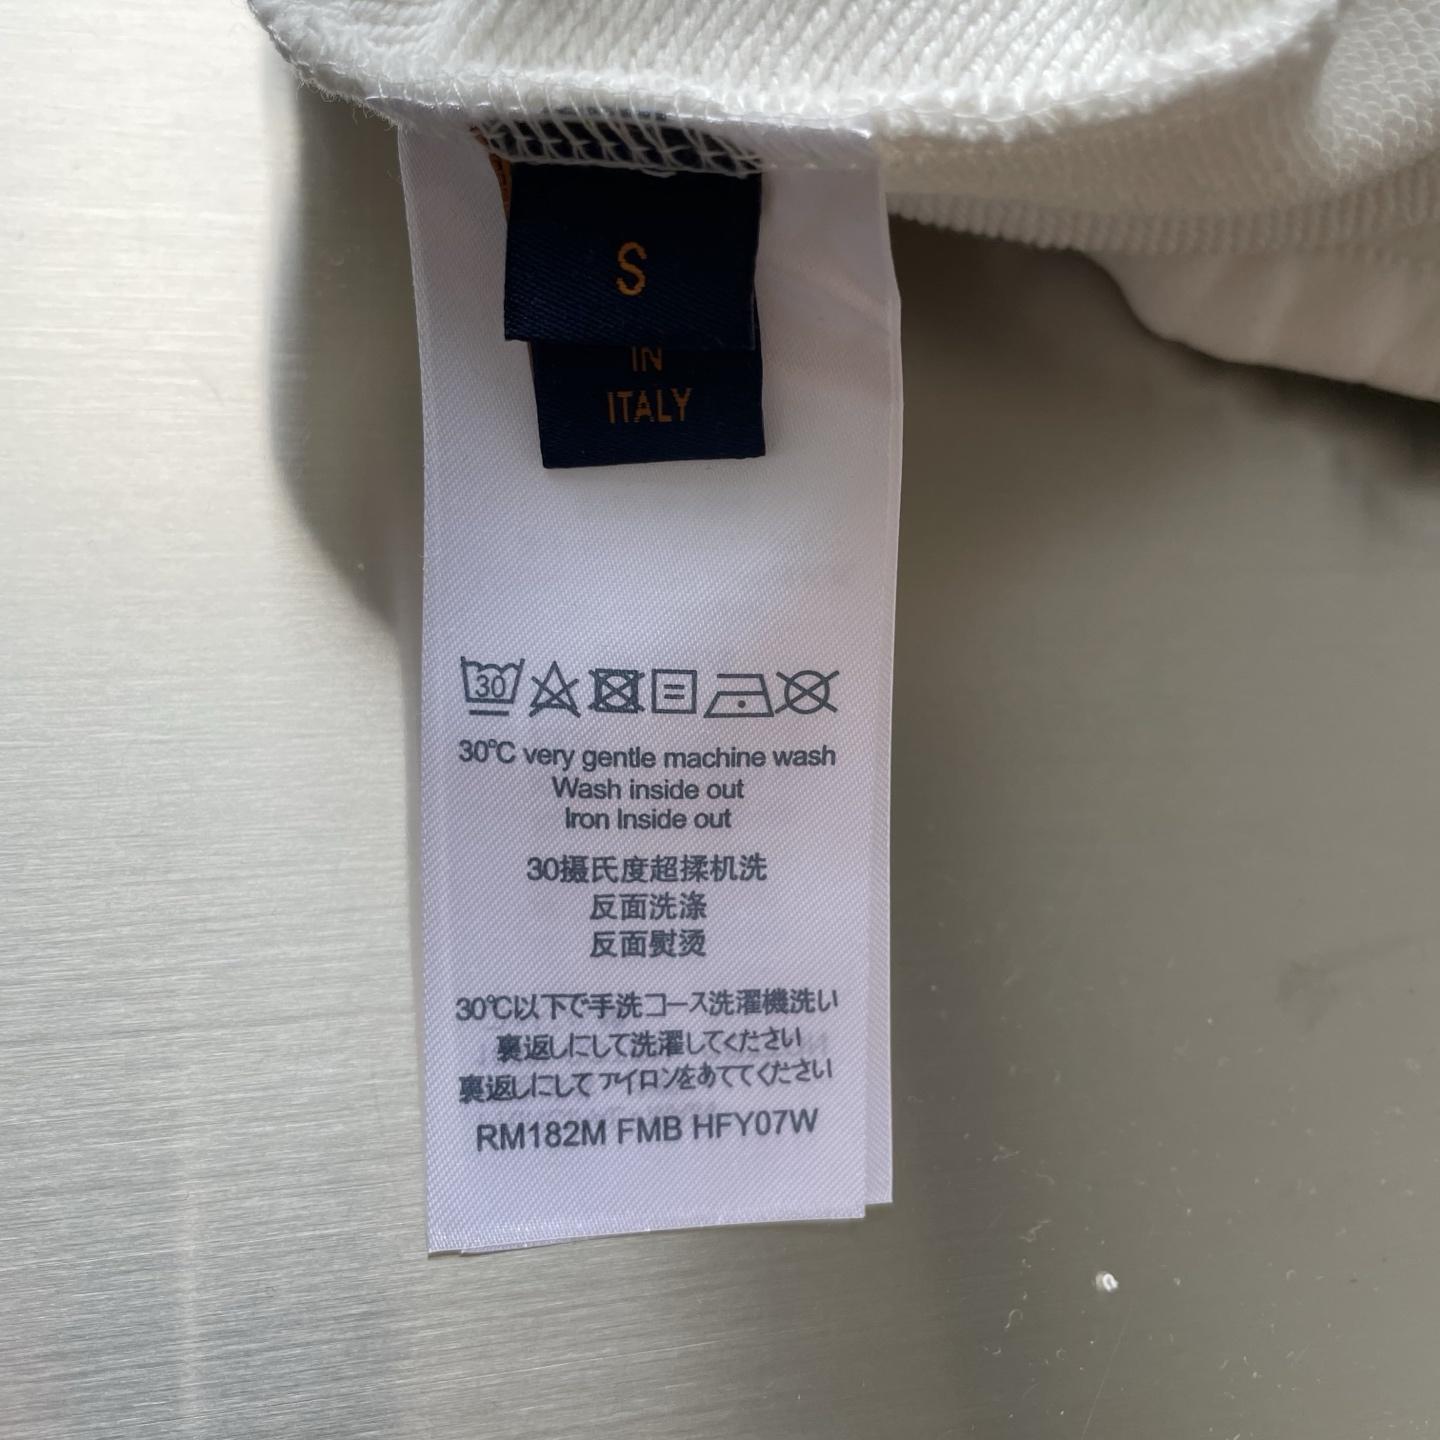 S
IN
ITALY
30
30℃ very gentle machine wash
Wash inside out
Iron Inside out
30摄氏度超揉机洗
反面洗涤
反面熨烫
30℃以下で手洗コース洗濯機洗い
裏返しにして洗濯してください
裏返しにして アイロンをあててください
RM182M FMB HFY07W